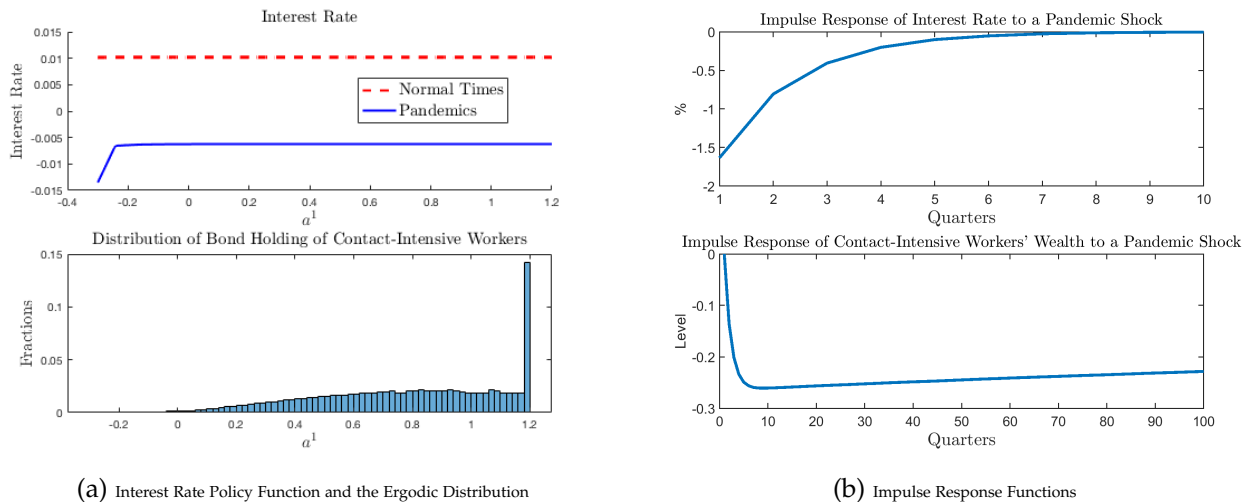 Interest Rate
0.015
0.01
0.005
0
-0.005
-0.01
-0.015
Interest Rate
Normal Times
Pandemics
-0.4 -0.2 0 0.2 0.4 0.6 0.8 1 1.2
a¹
Distribution of Bond Holding of Contact-Intensive Workers
0.15
0.1
0.05
0
Fractions
-0.2 0 0.2 0.4 0.6 0.8 1 1.2
a¹
(a) Interest Rate Policy Function and the Ergodic Distribution
Impulse Response of Interest Rate to a Pandemic Shock
0
-0.5
-1
-1.5
-2
%
1 2 3 4 5 6 7 8 9 10
Quarters
Impulse Response of Contact-Intensive Workers' Wealth to a Pandemic Shock
0
-0.1
-0.2
-0.3
Level
0 10 20 30 40 50 60 70 80 90 100
Quarters
(b) Impulse Response Functions